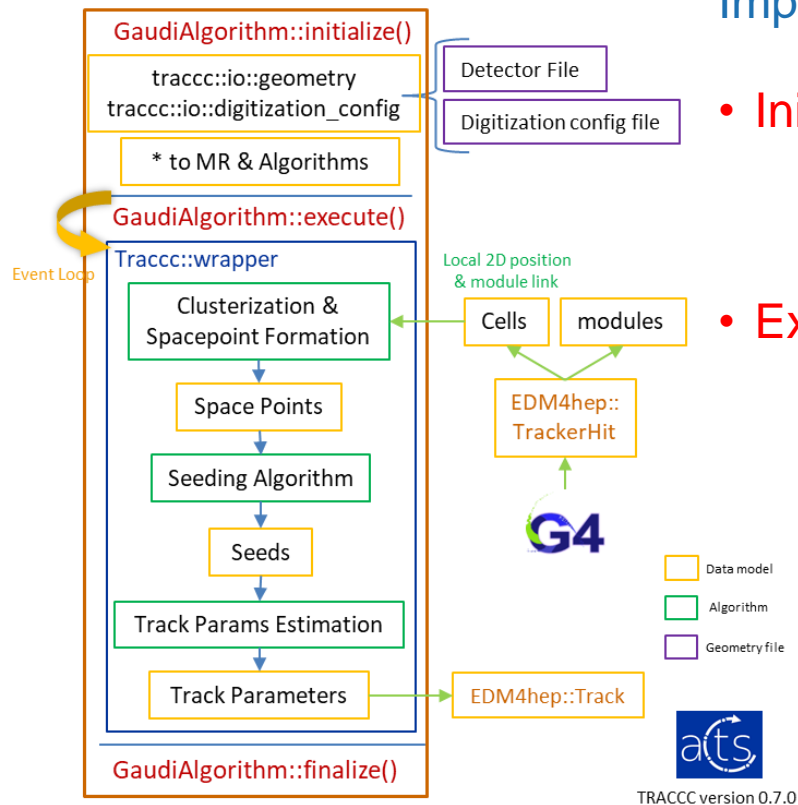 GaudiAlgorithm::initialize()
traccc::io::geometry
traccc::io::digitization_config
Detector File
Digitization config file
* to MR & Algorithms
GaudiAlgorithm::execute()
Event Loop
Traccc::wrapper
Local 2D position
& module link
Clusterization &
Spacepoint Formation
Cells
modules
Space Points
EDM4hep::
TrackerHit
Seeding Algorithm
G4
Seeds
Data model
Track Params Estimation
Algorithm
Geometry file
Track Parameters
EDM4hep::Track
GaudiAlgorithm::finalize()
acts
TRACCC version 0.7.0
Imp
• Ini
• Ex